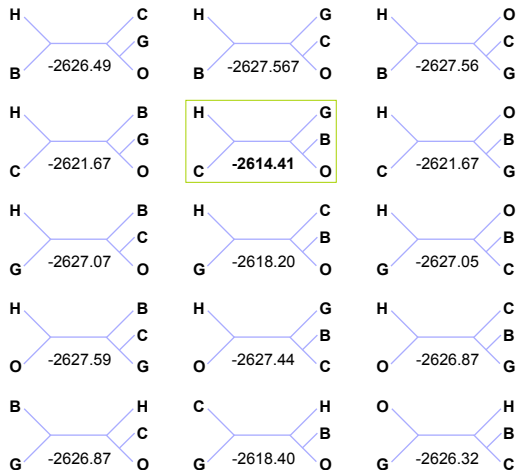 H C H G H O
G C C
B -2626.49 O B -2627.567 O B -2627.56 G
H B H G H O
G B B
C -2621.67 O C -2614.41 O C -2621.67 G
H B H C H O
C B B
G -2627.07 O G -2618.20 O G -2627.05 C
H B H G H C
C B B
O -2627.59 G O -2627.44 C O -2626.87 G
B H C H O H
C B B
G -2626.87 O G -2618.40 O G -2626.32 C